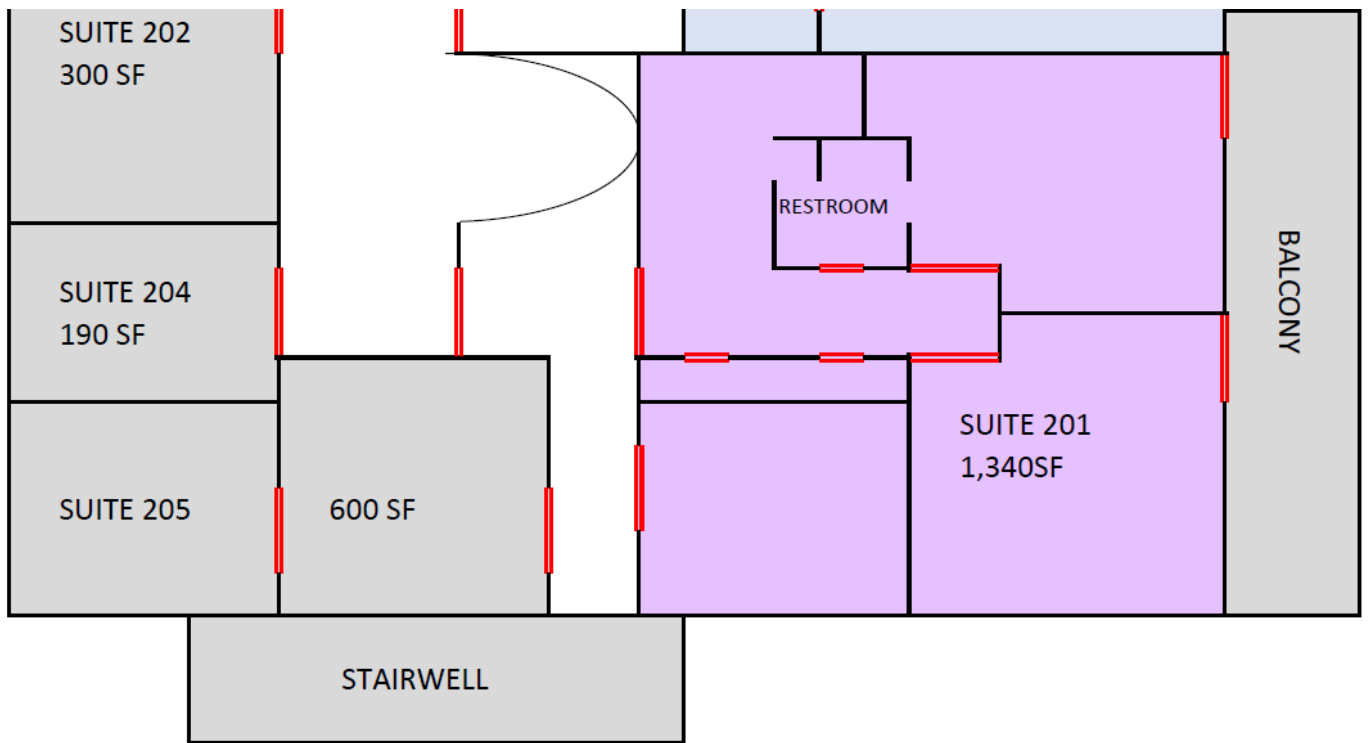 SUITE 202
300 SF
RESTROOM
SUITE 204
190 SF
BALCONY
SUITE 201
1,340SF
SUITE 205
600 SF
STAIRWELL